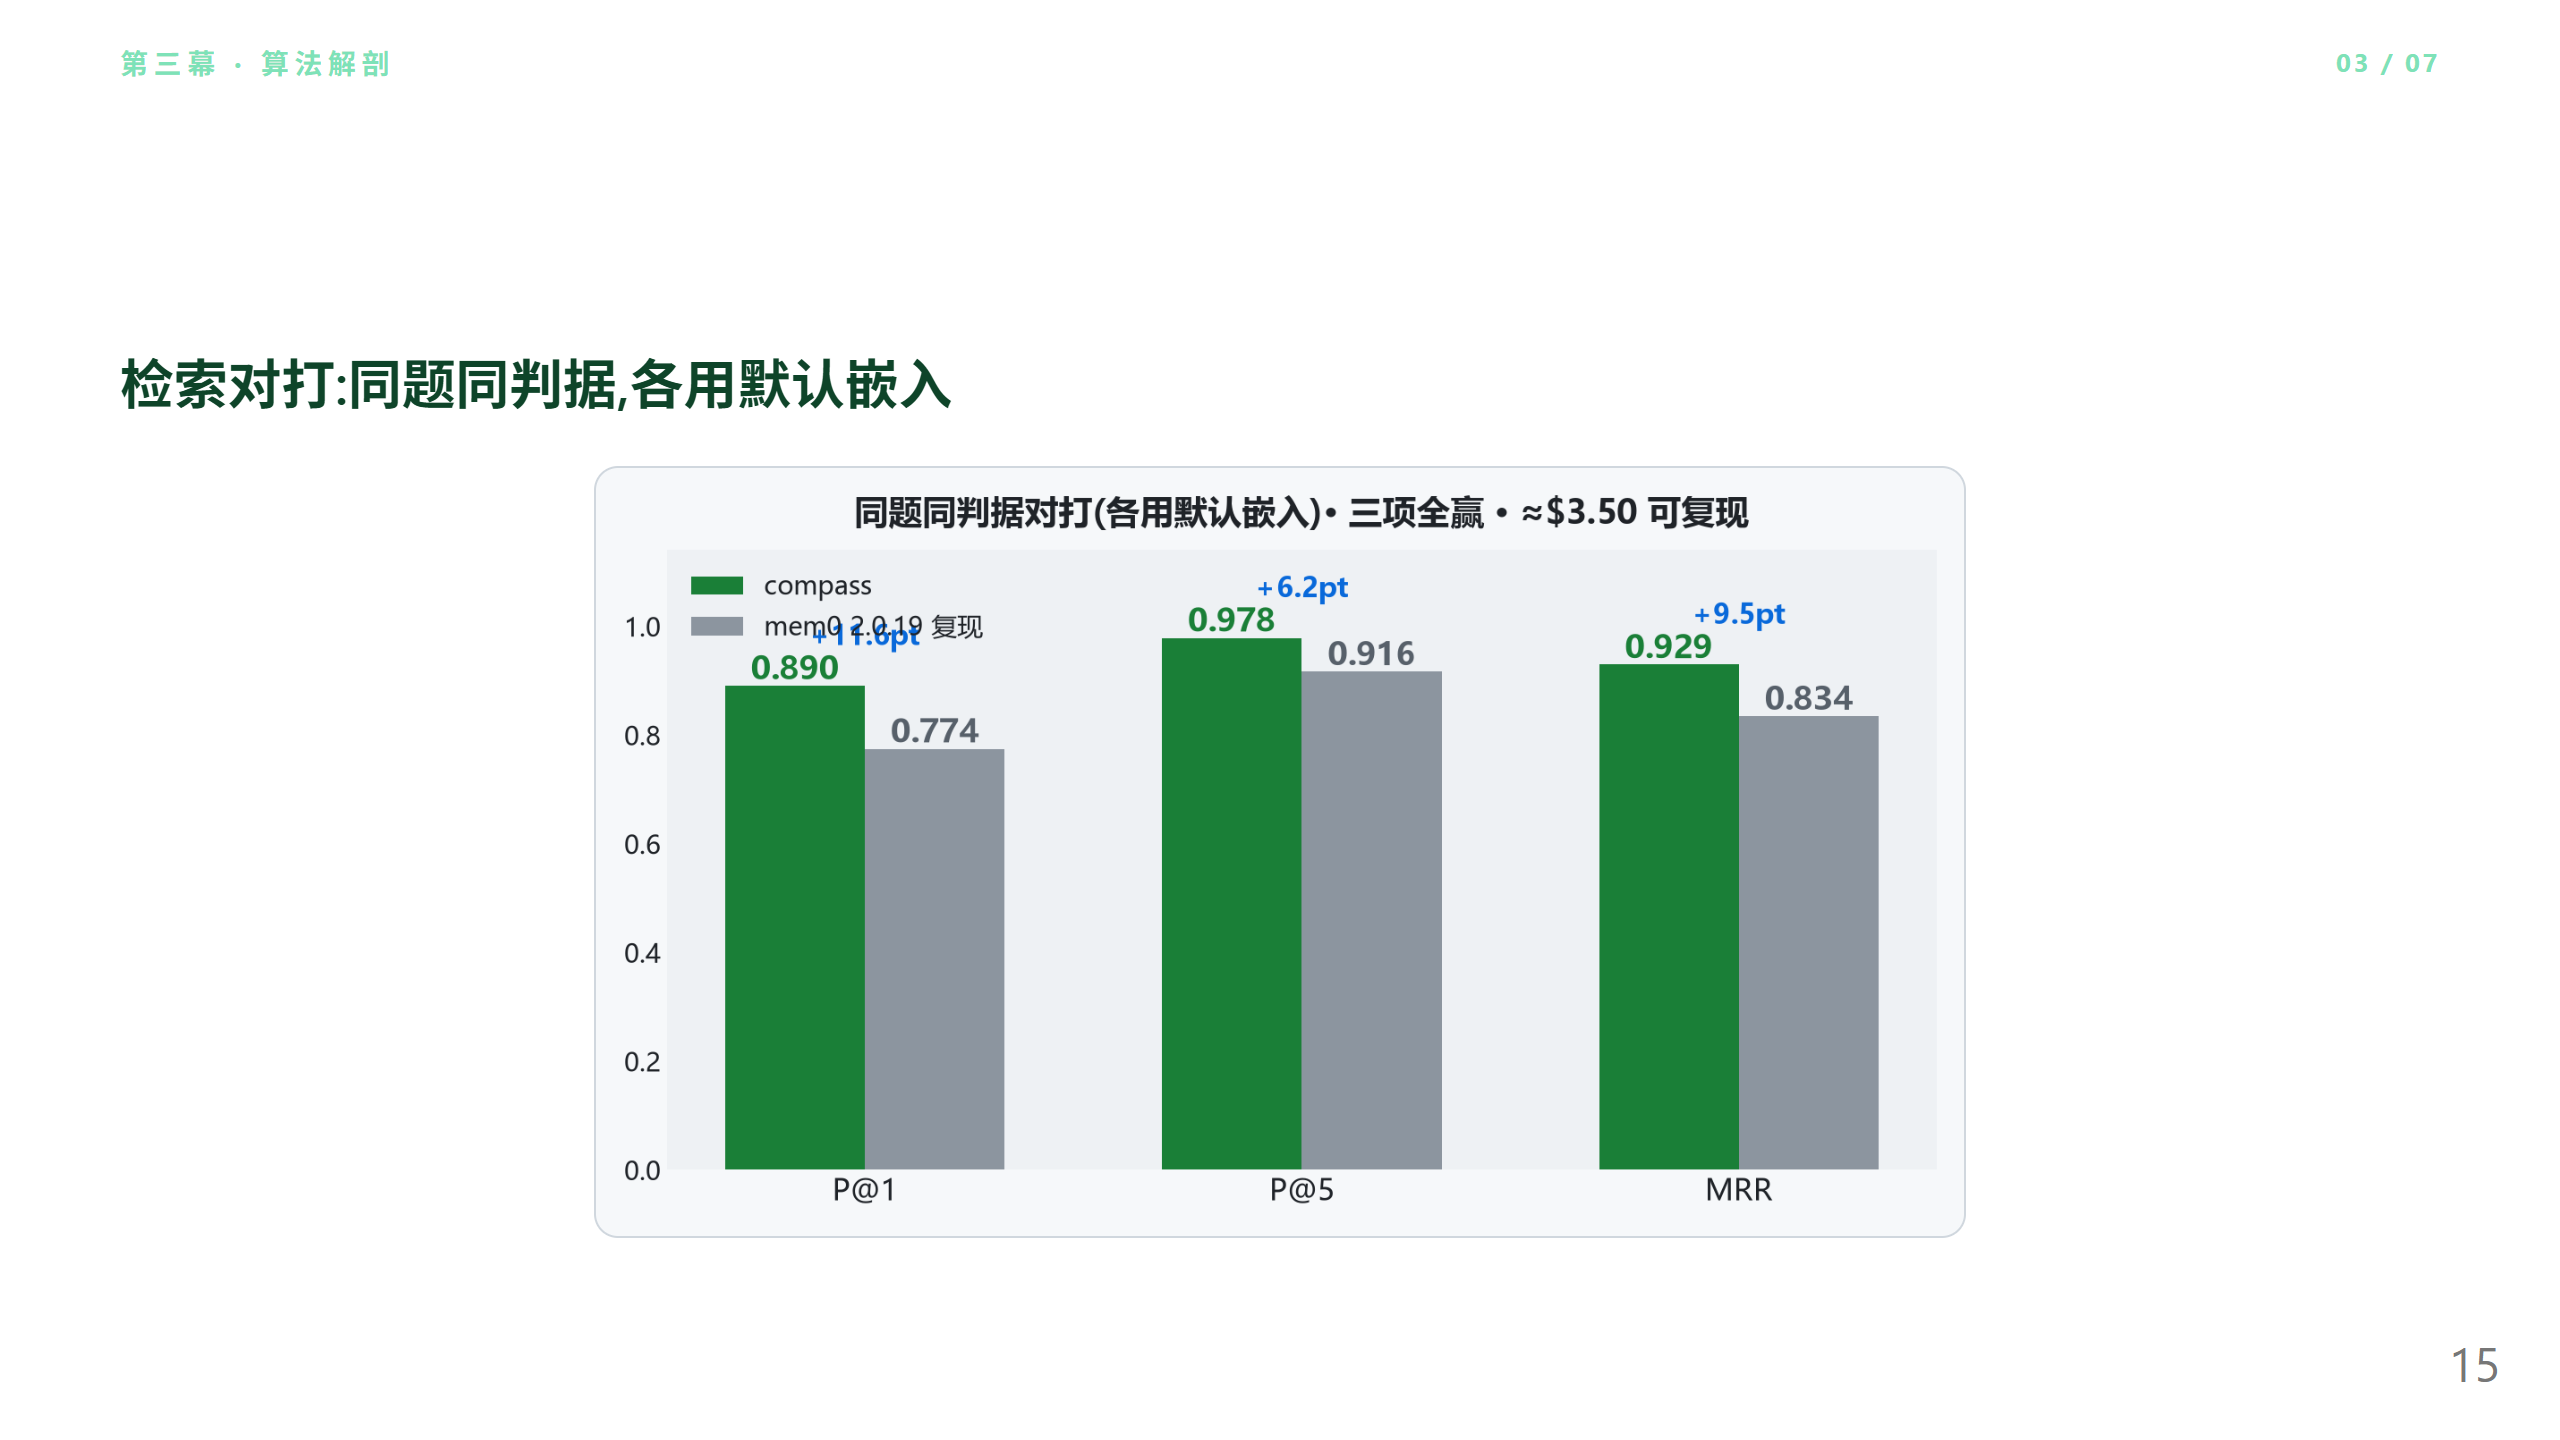 第三幕 · 算法解剖
03 / 07
检索对打:同题同判据,各用默认嵌入
同题同判据对打(各用默认嵌入)• 三项全赢 • ≈$3.50 可复现
compass
mem0 2.0.19 复现
+11.6pt
+6.2pt
+9.5pt
0.890
0.774
0.978
0.916
0.929
0.834
1.0
0.8
0.6
0.4
0.2
0.0
P@1
P@5
MRR
15